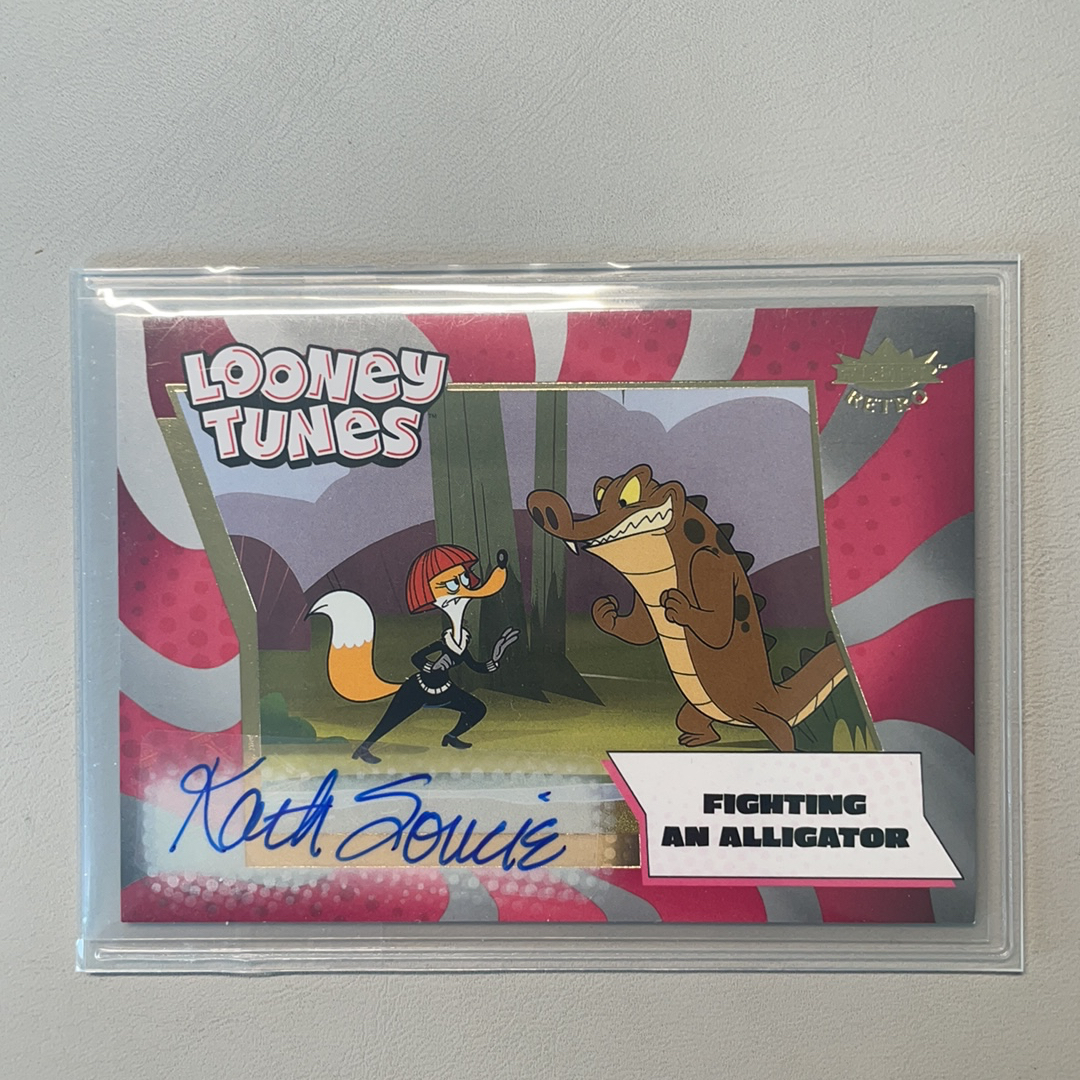 LOONEY
TUNES
RETRO
Kath Soucie
FIGHTING
AN ALLIGATOR